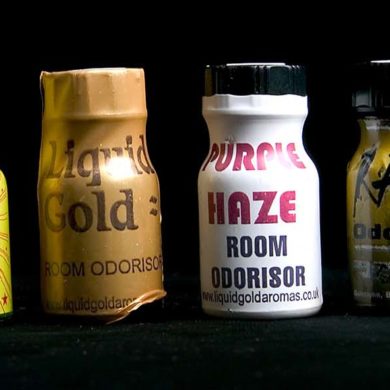 Liquid
Gold
ROOM ODORISOR
www.liquidgoldaromas.co.uk
PURPLE
HAZE
ROOM
ODORISOR
www.liquidgoldaromas.co.uk